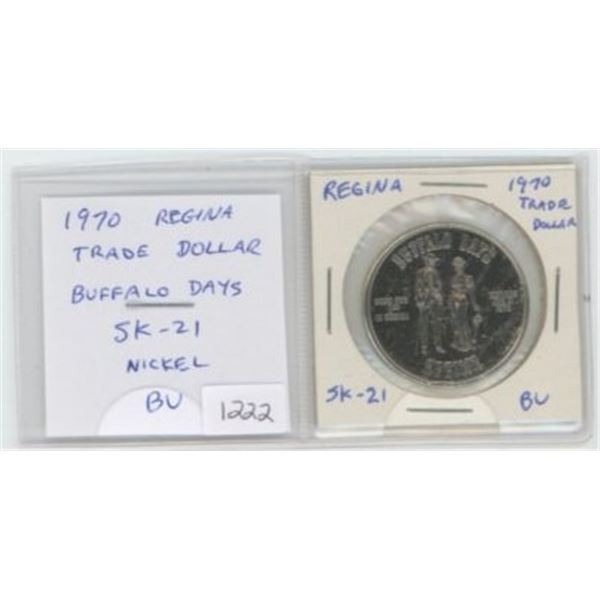 1970 REGINA
TRADE DOLLAR
BUFFALO DAYS
SK-21
NICKEL
BU
1222
REGINA
1970
TRADE
DOLLAR
BUFFALO DAYS
REGINA
SK-21
BU